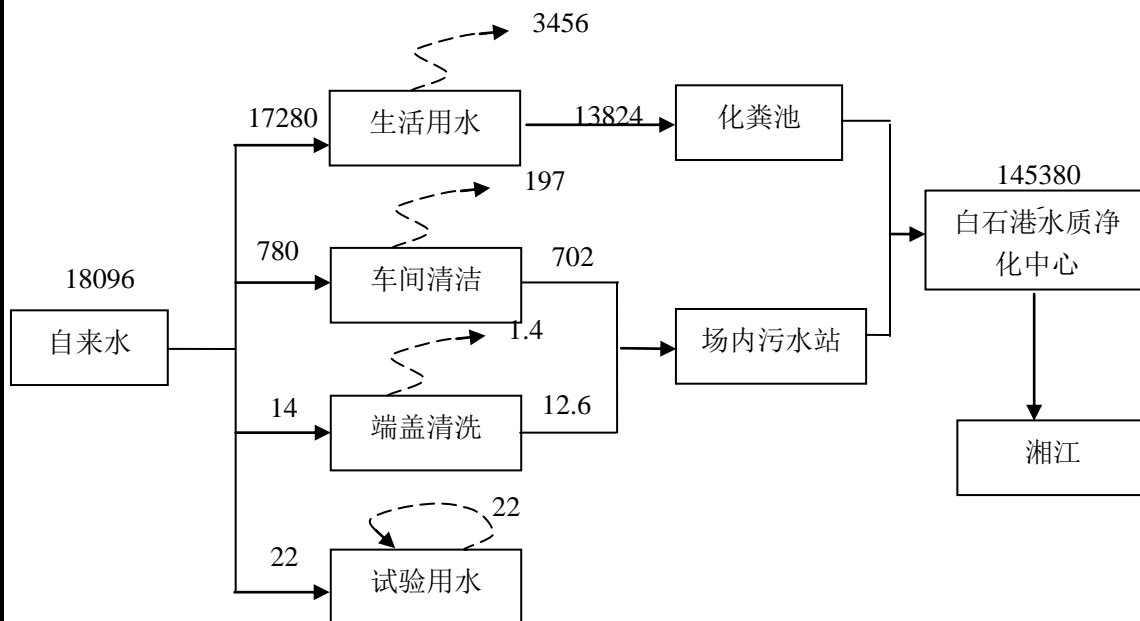 3456
17280
生活用水
13824
化粪池
197
145380
白石港水质净
化中心
780
车间清洁
702
18096
自来水
1.4
场内污水站
14
端盖清洗
12.6
湘江
22
22
试验用水